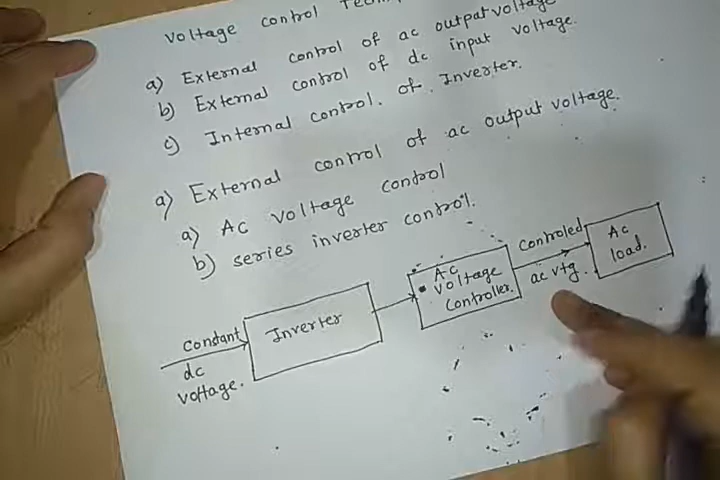 Voltage control
a) External control of ac output voltage
b) External control of dc input voltage.
c) Internal control. of. Inverter.
a) External control of ac output voltage.
a) AC voltage control
b) series inverter control.
constant
dc
voltage.
Inverter
A.C
voltage
controller.
controled
ac vtg.
Ac
load.